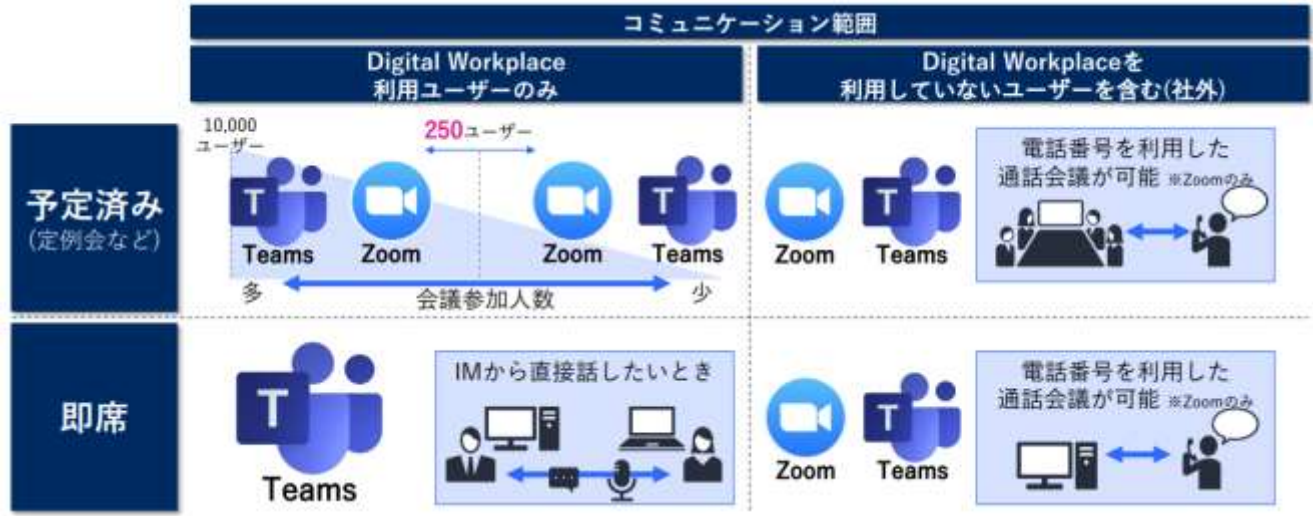 コミュニケーション範囲
Digital Workplace
利用ユーザーのみ
Digital Workplaceを
利用していないユーザーを含む(社外)
予定済み
(定例会など)
10,000
ユーザー
250ユーザー
T
Teams
Zoom
Zoom
T
Teams
多
会議参加人数
少
Zoom
T
Teams
電話番号を利用した
通話会議が可能 ※Zoomのみ
即席
T
Teams
IMから直接話したいとき
Zoom
T
Teams
電話番号を利用した
通話会議が可能 ※Zoomのみ